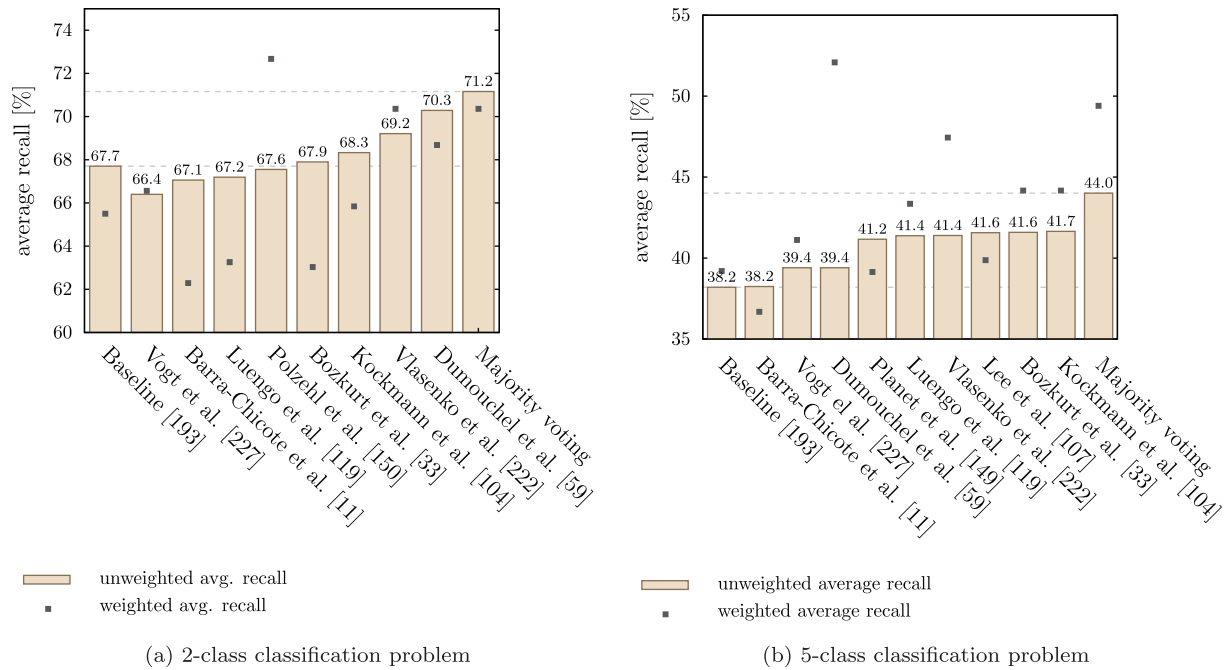 average recall [%]
74
72
70
68
66
64
62
60
67.7
66.4
67.1
67.2
67.6
67.9
68.3
69.2
70.3
71.2
Baseline [193]
Vogt et al. [227]
Barra-Chicote et al. [11]
Luengo et al. [119]
Polzehl et al. [150]
Bozkurt et al. [33]
Kockmann et al. [104]
Vlasenko et al. [222]
Dumouchel et al. [59]
Majority voting
unweighted avg. recall
weighted avg. recall
(a) 2-class classification problem
average recall [%]
55
50
45
40
35
38.2
38.2
39.4
39.4
41.2
41.4
41.4
41.6
41.6
41.7
44.0
Baseline [193]
Barra-Chicote et al. [11]
Vogt el al. [227]
Dumouchel et al. [59]
Planet et al. [149]
Luengo et al. [119]
Vlasenko et al. [222]
Lee et al. [107]
Bozkurt et al. [33]
Kockmann et al. [104]
Majority voting
unweighted average recall
weighted average recall
(b) 5-class classification problem